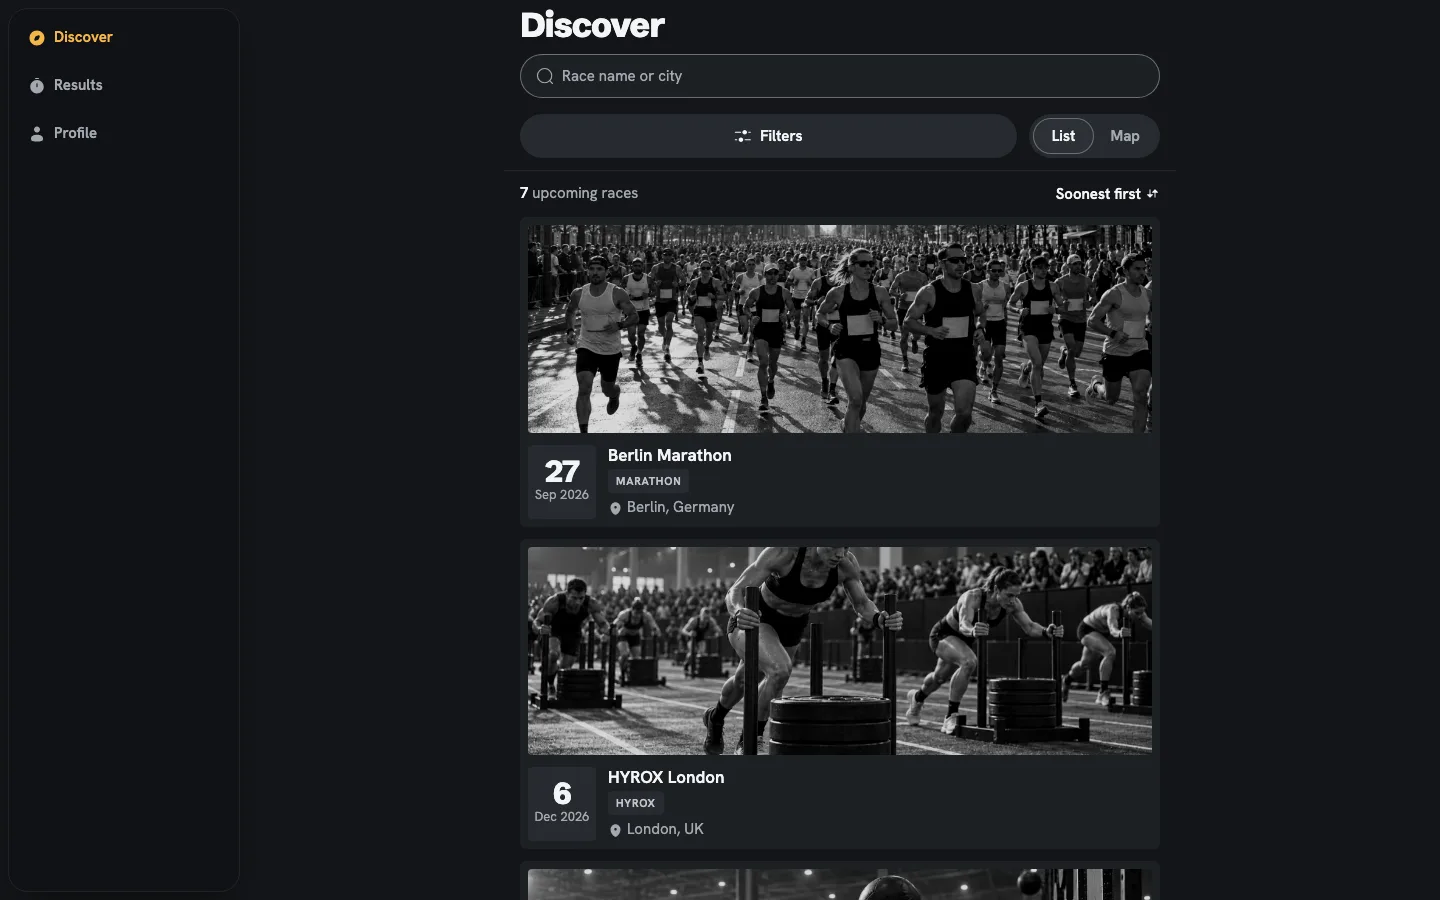 Discover
Results
Profile
Discover
Race name or city
Filters
List
Map
7 upcoming races
Soonest first
27
Sep 2026
Berlin Marathon
MARATHON
Berlin, Germany
6
Dec 2026
HYROX London
HYROX
London, UK